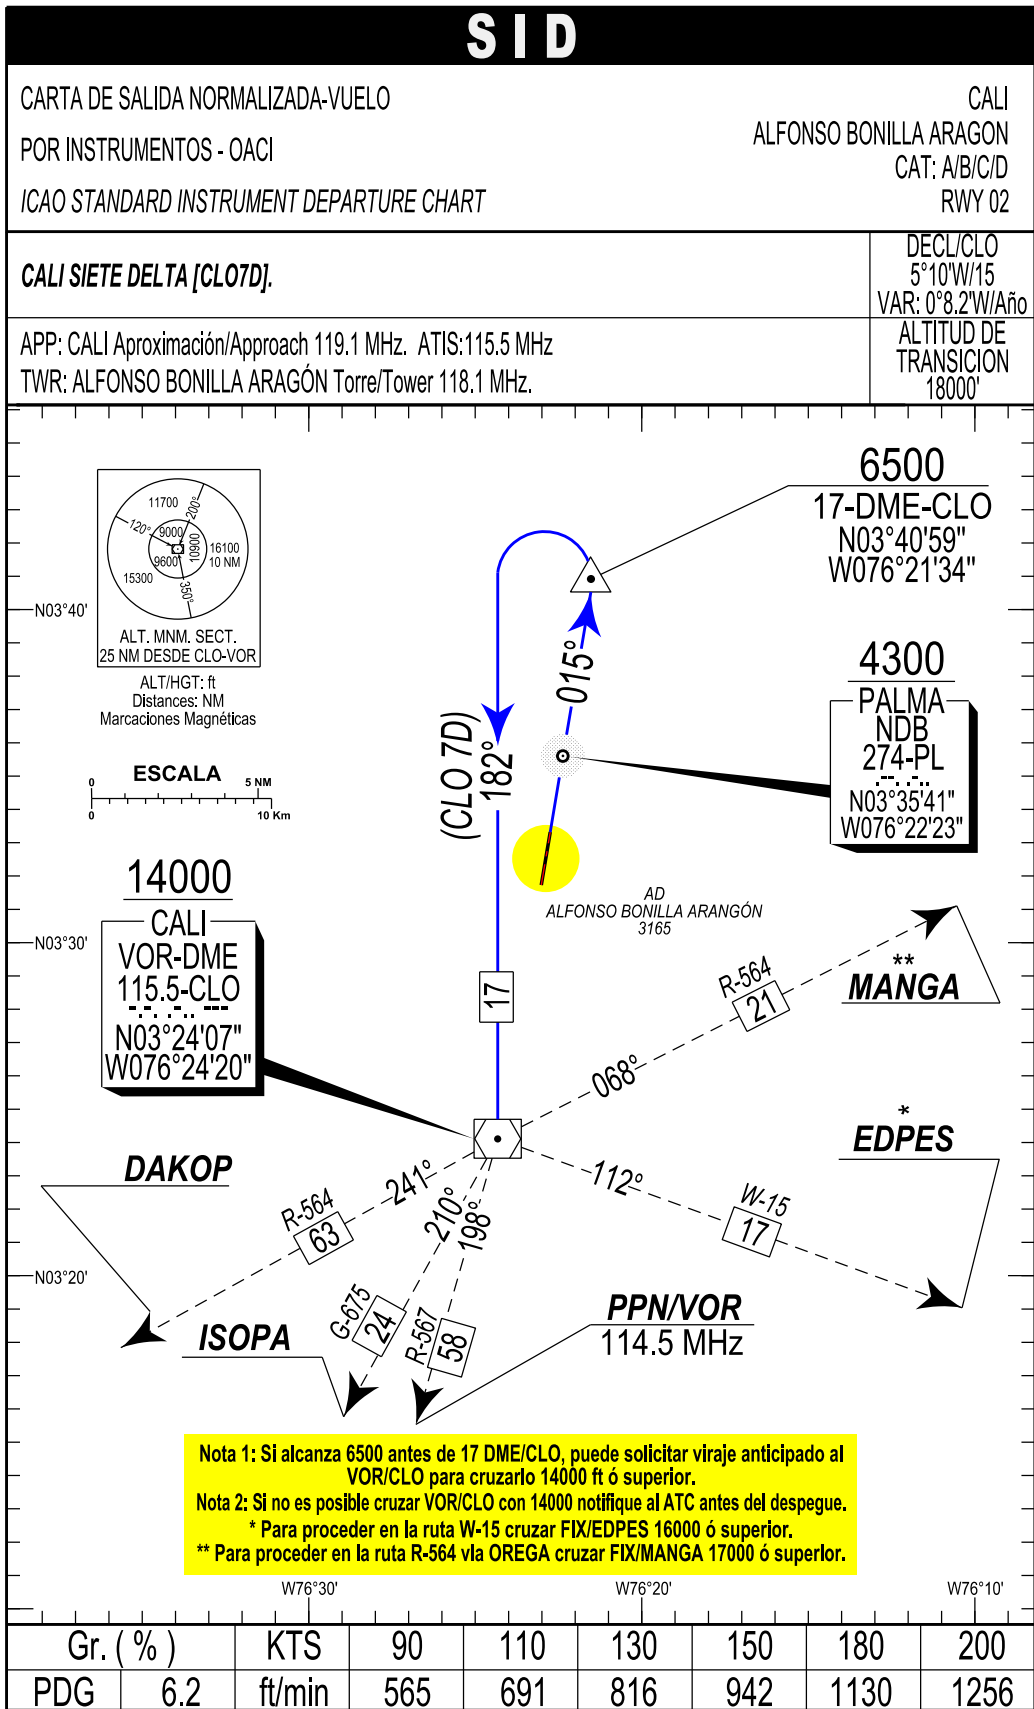 SID
CARTA DE SALIDA NORMALIZADA-VUELO
POR INSTRUMENTOS - OACI
ICAO STANDARD INSTRUMENT DEPARTURE CHART
CALI
ALFONSO BONILLA ARAGON
CAT: A/B/C/D
RWY 02
CALI SIETE DELTA [CLO7D].
DECL/CLO
5°10'W/15
VAR: 0°8.2'W/Año
APP: CALI Aproximación/Approach 119.1 MHz. ATIS:115.5 MHz
TWR: ALFONSO BONILLA ARAGÓN Torre/Tower 118.1 MHz.
ALTITUD DE
TRANSICION
18000'
6500
17-DME-CLO
N03°40'59"
W076°21'34"
11700
200°
120°
9000
10900
16100
10 NM
9600
15300
350°
ALT. MNM. SECT.
25 NM DESDE CLO-VOR
ALT/HGT: ft
Distances: NM
Marcaciones Magnéticas
N03°40'
015°
4300
PALMA
NDB
274-PL
N03°35'41"
W076°22'23"
(CLO 7D)
182°
ESCALA
0 5 NM
0 10 Km
14000
CALI
VOR-DME
115.5-CLO
N03°24'07"
W076°24'20"
AD
ALFONSO BONILLA ARANGÓN
3165
N03°30'
17
R-564
21
**
MANGA
068°
*
EDPES
DAKOP
241°
R-564
63
210°
198°
112°
W-15
17
N03°20'
ISOPA
G-675
24
R-567
58
PPN/VOR
114.5 MHz
Nota 1: Si alcanza 6500 antes de 17 DME/CLO, puede solicitar viraje anticipado al
VOR/CLO para cruzarlo 14000 ft ó superior.
Nota 2: Si no es posible cruzar VOR/CLO con 14000 notifique al ATC antes del despegue.
* Para proceder en la ruta W-15 cruzar FIX/EDPES 16000 ó superior.
** Para proceder en la ruta R-564 vía OREGA cruzar FIX/MANGA 17000 ó superior.
W76°30' W76°20' W76°10'
Gr. ( % ) KTS 90 110 130 150 180 200
PDG 6.2 ft/min 565 691 816 942 1130 1256